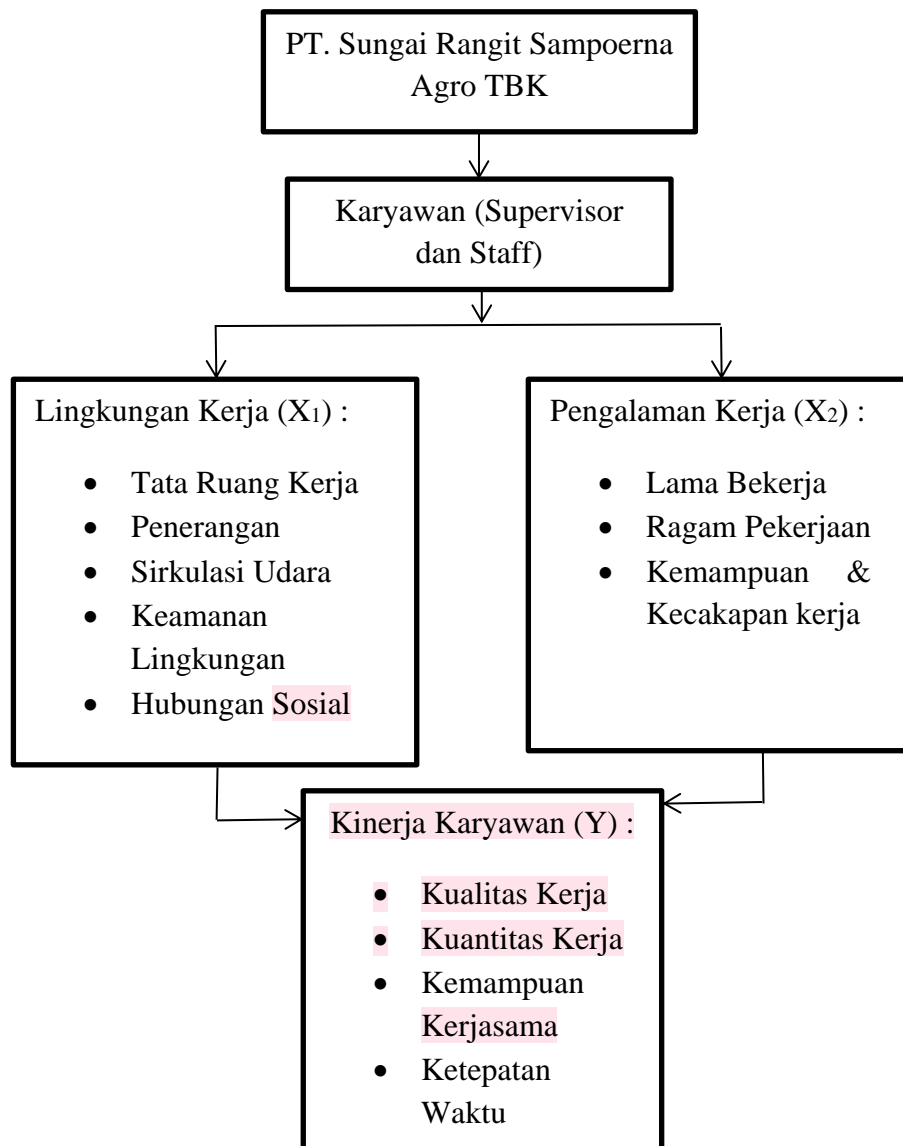 PT. Sungai Rangit Sampoerna
Agro TBK
Karyawan (Supervisor
dan Staff)
Lingkungan Kerja (X₁) :
• Tata Ruang Kerja
• Penerangan
• Sirkulasi Udara
• Keamanan
Lingkungan
• Hubungan Sosial
Pengalaman Kerja (X₂) :
• Lama Bekerja
• Ragam Pekerjaan
• Kemampuan &
Kecakapan kerja
Kinerja Karyawan (Y) :
• Kualitas Kerja
• Kuantitas Kerja
• Kemampuan
Kerjasama
• Ketepatan
Waktu